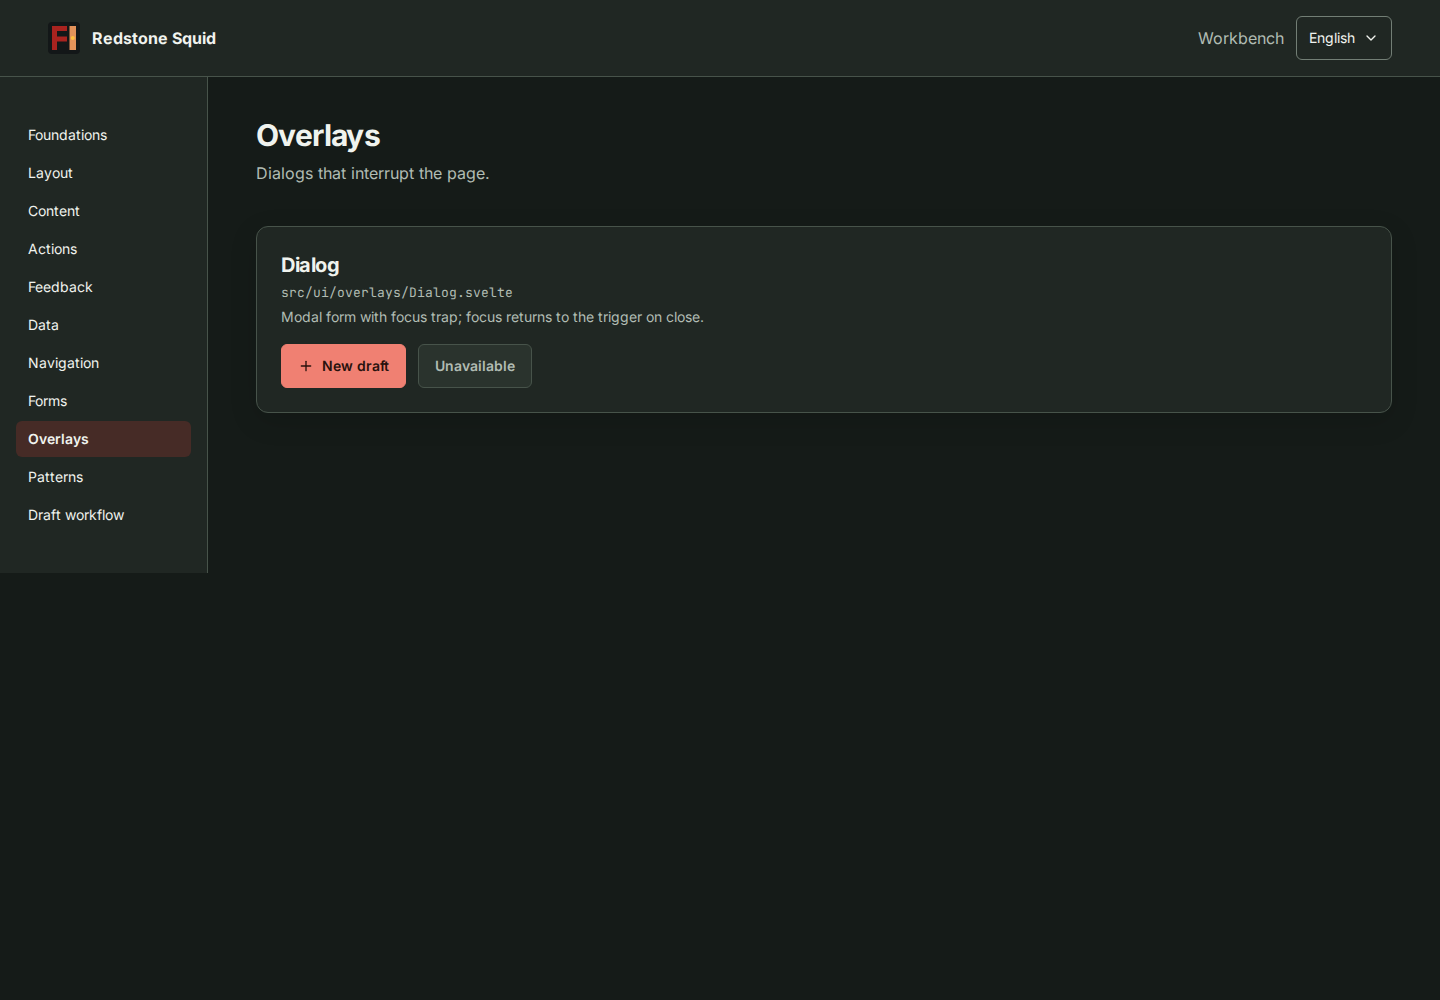 Redstone Squid
Workbench
English
Foundations
Layout
Content
Actions
Feedback
Data
Navigation
Forms
Overlays
Patterns
Draft workflow
Overlays
Dialogs that interrupt the page.
Dialog
src/ui/overlays/Dialog.svelte
Modal form with focus trap; focus returns to the trigger on close.
New draft
Unavailable